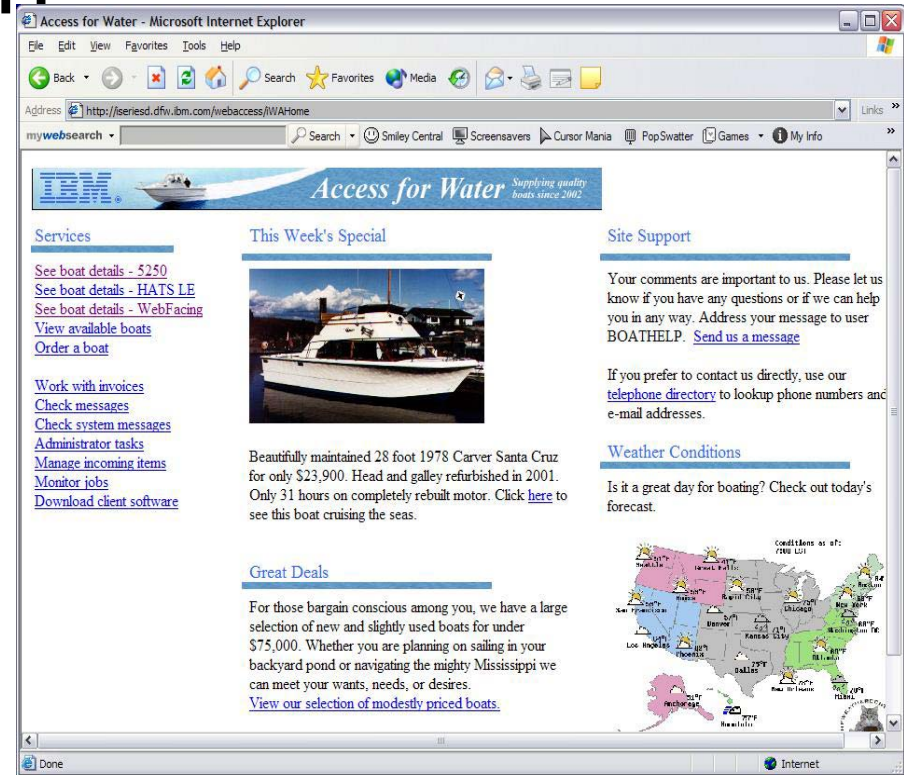 Access for Water - Microsoft Internet Explorer
File Edit View Favorites Tools Help
Back Search Favorites Media
Address http://iseriesd.dfw.ibm.com/webaccess/iWAHome Links »
mywebsearch Search Smiley Central Screensavers Cursor Mania PopSwatter Games My Info »
IBM. Access for Water Supplying quality
boats since 2002
Services
See boat details - 5250
See boat details - HATS LE
See boat details - WebFacing
View available boats
Order a boat
Work with invoices
Check messages
Check system messages
Administrator tasks
Manage incoming items
Monitor jobs
Download client software
This Week's Special
Beautifully maintained 28 foot 1978 Carver Santa Cruz
for only $23,900. Head and galley refurbished in 2001.
Only 31 hours on completely rebuilt motor. Click here to
see this boat cruising the seas.
Great Deals
For those bargain conscious among you, we have a large
selection of new and slightly used boats for under
$75,000. Whether you are planning on sailing in your
backyard pond or navigating the mighty Mississippi we
can meet your wants, needs, or desires.
View our selection of modestly priced boats.
Site Support
Your comments are important to us. Please let us
know if you have any questions or if we can help
you in any way. Address your message to user
BOATHELP. Send us a message
If you prefer to contact us directly, use our
telephone directory to lookup phone numbers and
e-mail addresses.
Weather Conditions
Is it a great day for boating? Check out today's
forecast.
Conditions as of:
Seattle
Great Falls
Boise
Rapid City
San Francisco
Denver
Chicago
Boston
New York
Washington DC
Los Angeles
Phoenix
Kansas City
Atlanta
Dallas
New Orleans
Miami
Anchorage
Honolulu
Done Internet